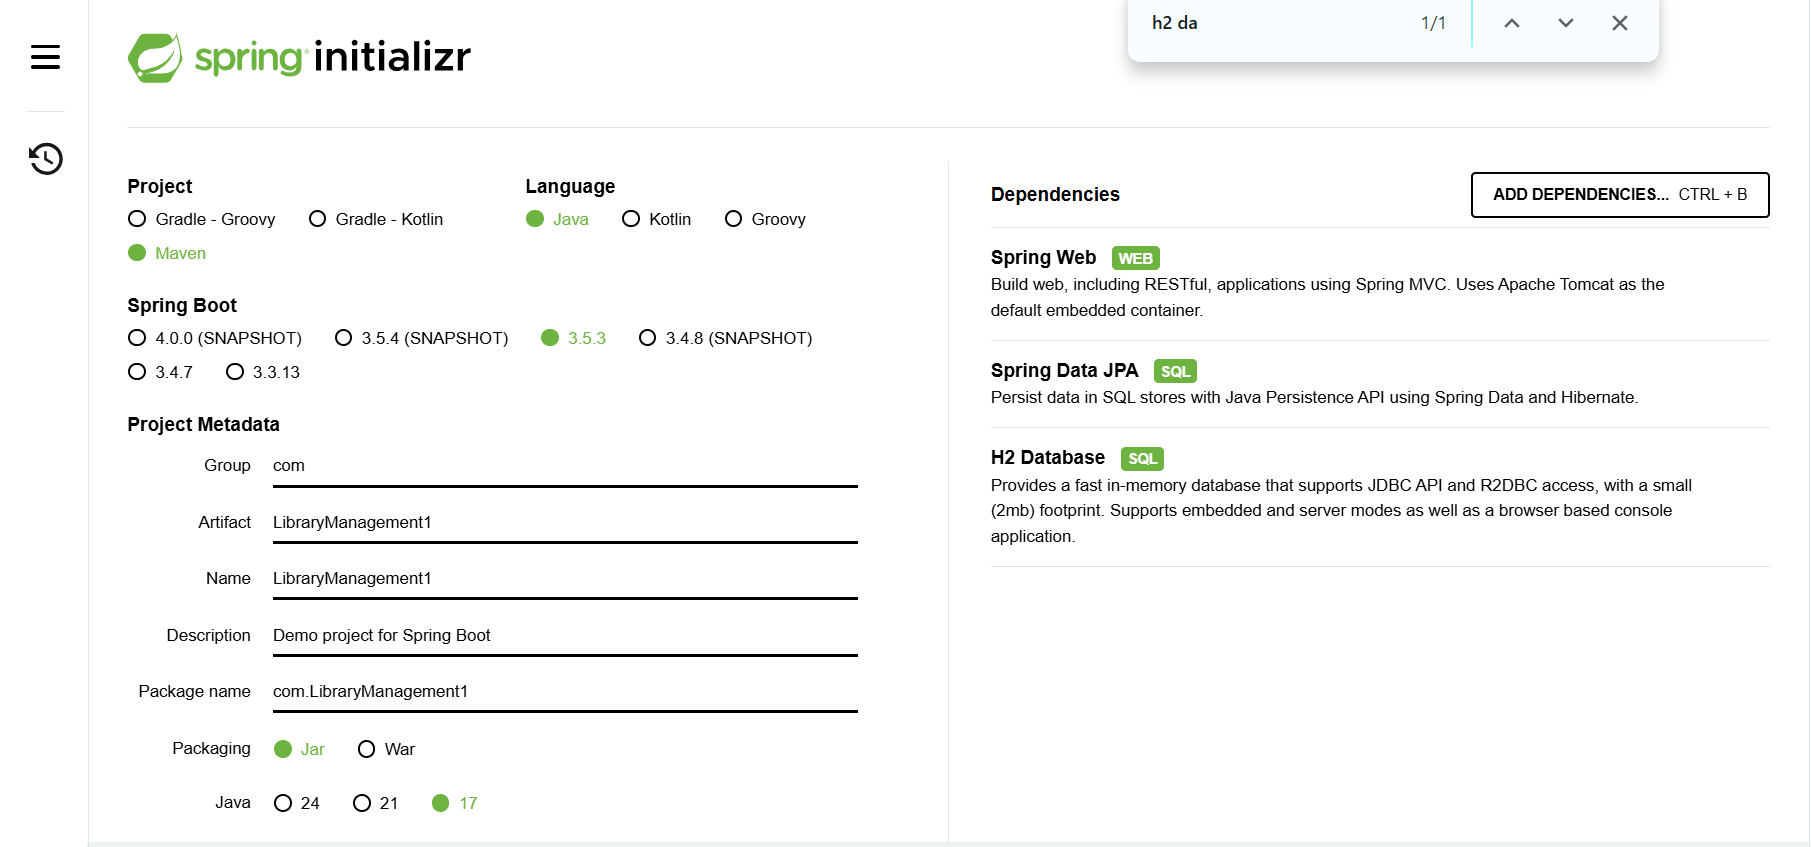 h2 da 1/1
spring initializr
Project
Gradle - Groovy Gradle - Kotlin
Maven
Language
Java Kotlin Groovy
Spring Boot
4.0.0 (SNAPSHOT) 3.5.4 (SNAPSHOT) 3.5.3 3.4.8 (SNAPSHOT)
3.4.7 3.3.13
Project Metadata
Group com
Artifact LibraryManagement1
Name LibraryManagement1
Description Demo project for Spring Boot
Package name com.LibraryManagement1
Packaging Jar War
Java 24 21 17
Dependencies ADD DEPENDENCIES... CTRL + B
Spring Web WEB
Build web, including RESTful, applications using Spring MVC. Uses Apache Tomcat as the
default embedded container.
Spring Data JPA SQL
Persist data in SQL stores with Java Persistence API using Spring Data and Hibernate.
H2 Database SQL
Provides a fast in-memory database that supports JDBC API and R2DBC access, with a small
(2mb) footprint. Supports embedded and server modes as well as a browser based console
application.